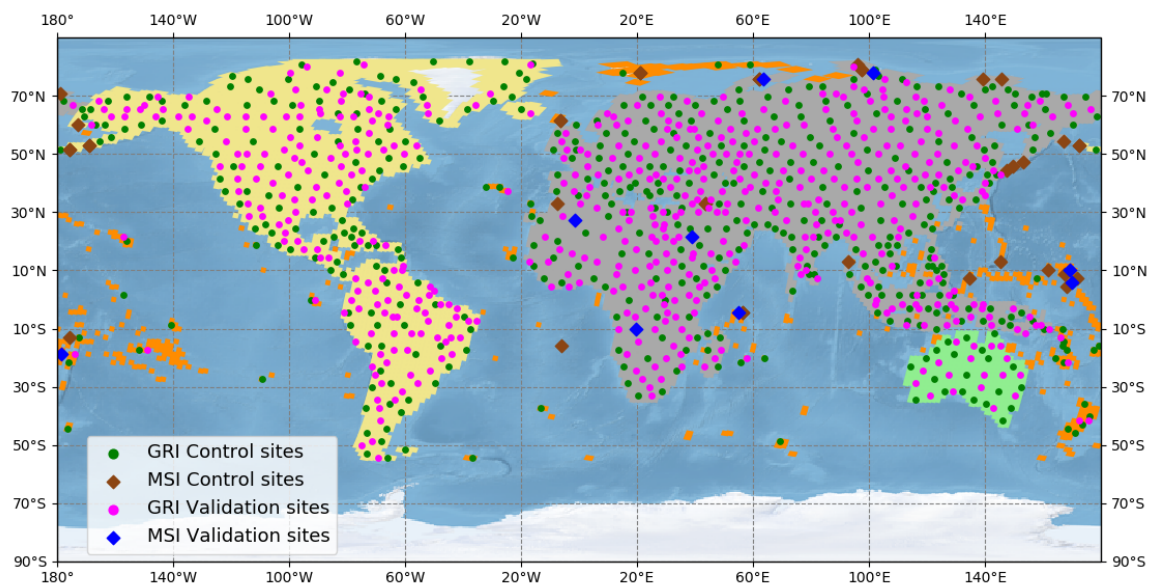 180° 140°W 100°W 60°W 20°W 20°E 60°E 100°E 140°E
70°N 70°N
50°N 50°N
30°N 30°N
10°N 10°N
10°S 10°S
30°S 30°S
GRI Control sites
50°S 50°S
MSI Control sites
GRI Validation sites
70°S 70°S
MSI Validation sites
90°S 90°S
180° 140°W 100°W 60°W 20°W 20°E 60°E 100°E 140°E